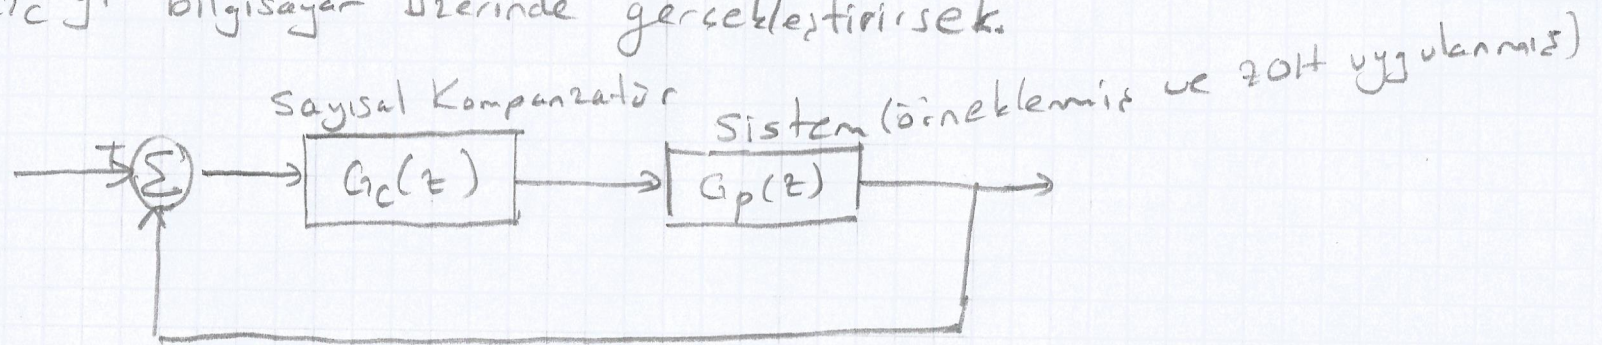 bilgisayar üzerinde gerçekleştirirsek.
Sayısal Kompanzatör
Sistem (örneklenmiş ve ZOH uygulanmış)
+ Σ
Gc(z)
Gp(z)